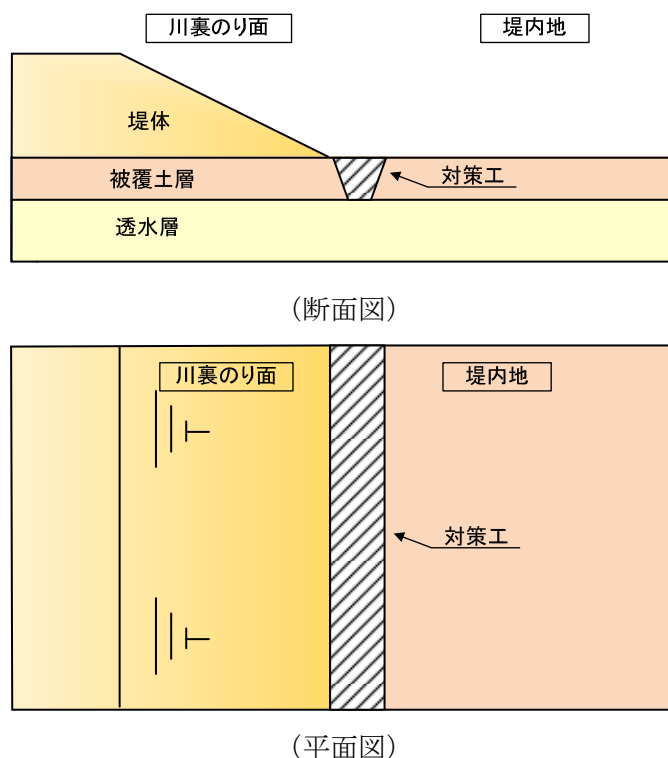 川裏のり面
堤内地
堤体
被覆土層
対策工
透水層
（断面図）
川裏のり面
堤内地
対策工
（平面図）